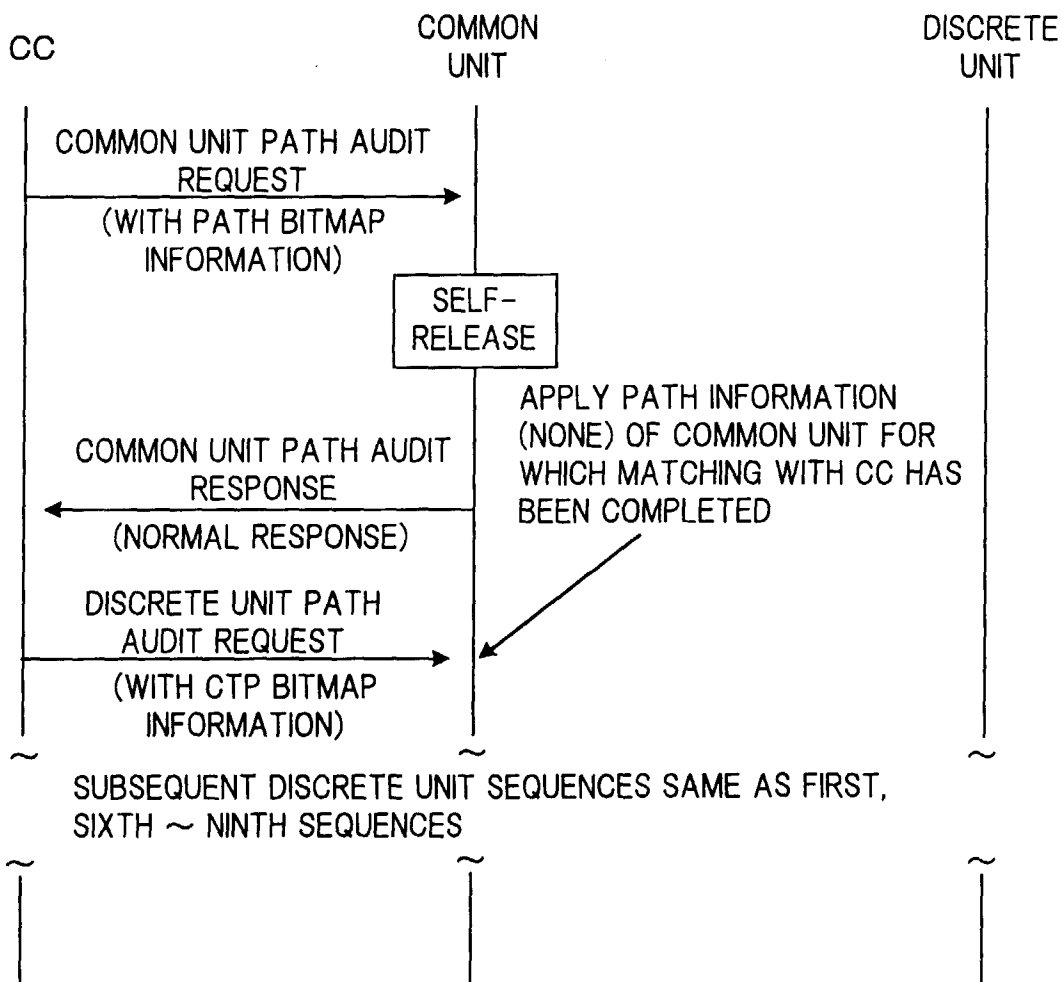 CC
COMMON
UNIT
DISCRETE
UNIT
COMMON UNIT PATH AUDIT
REQUEST
(WITH PATH BITMAP
INFORMATION)
SELF-
RELEASE
APPLY PATH INFORMATION
(NONE) OF COMMON UNIT FOR
WHICH MATCHING WITH CC HAS
BEEN COMPLETED
COMMON UNIT PATH AUDIT
RESPONSE
(NORMAL RESPONSE)
DISCRETE UNIT PATH
AUDIT REQUEST
(WITH CTP BITMAP
INFORMATION)
SUBSEQUENT DISCRETE UNIT SEQUENCES SAME AS FIRST,
SIXTH ~ NINTH SEQUENCES